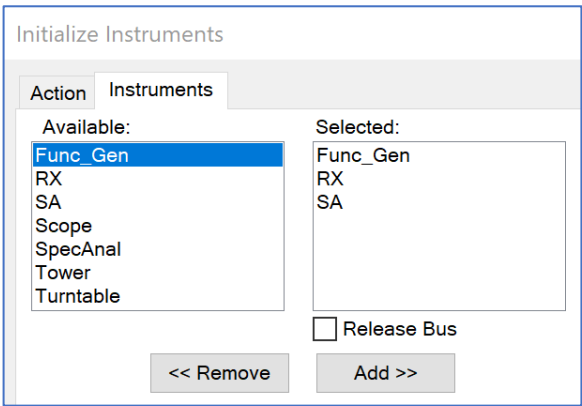 Initialize Instruments
Action Instruments
Available:
Func_Gen
RX
SA
Scope
SpecAnal
Tower
Turntable
Selected:
Func_Gen
RX
SA
Release Bus
<< Remove Add >>